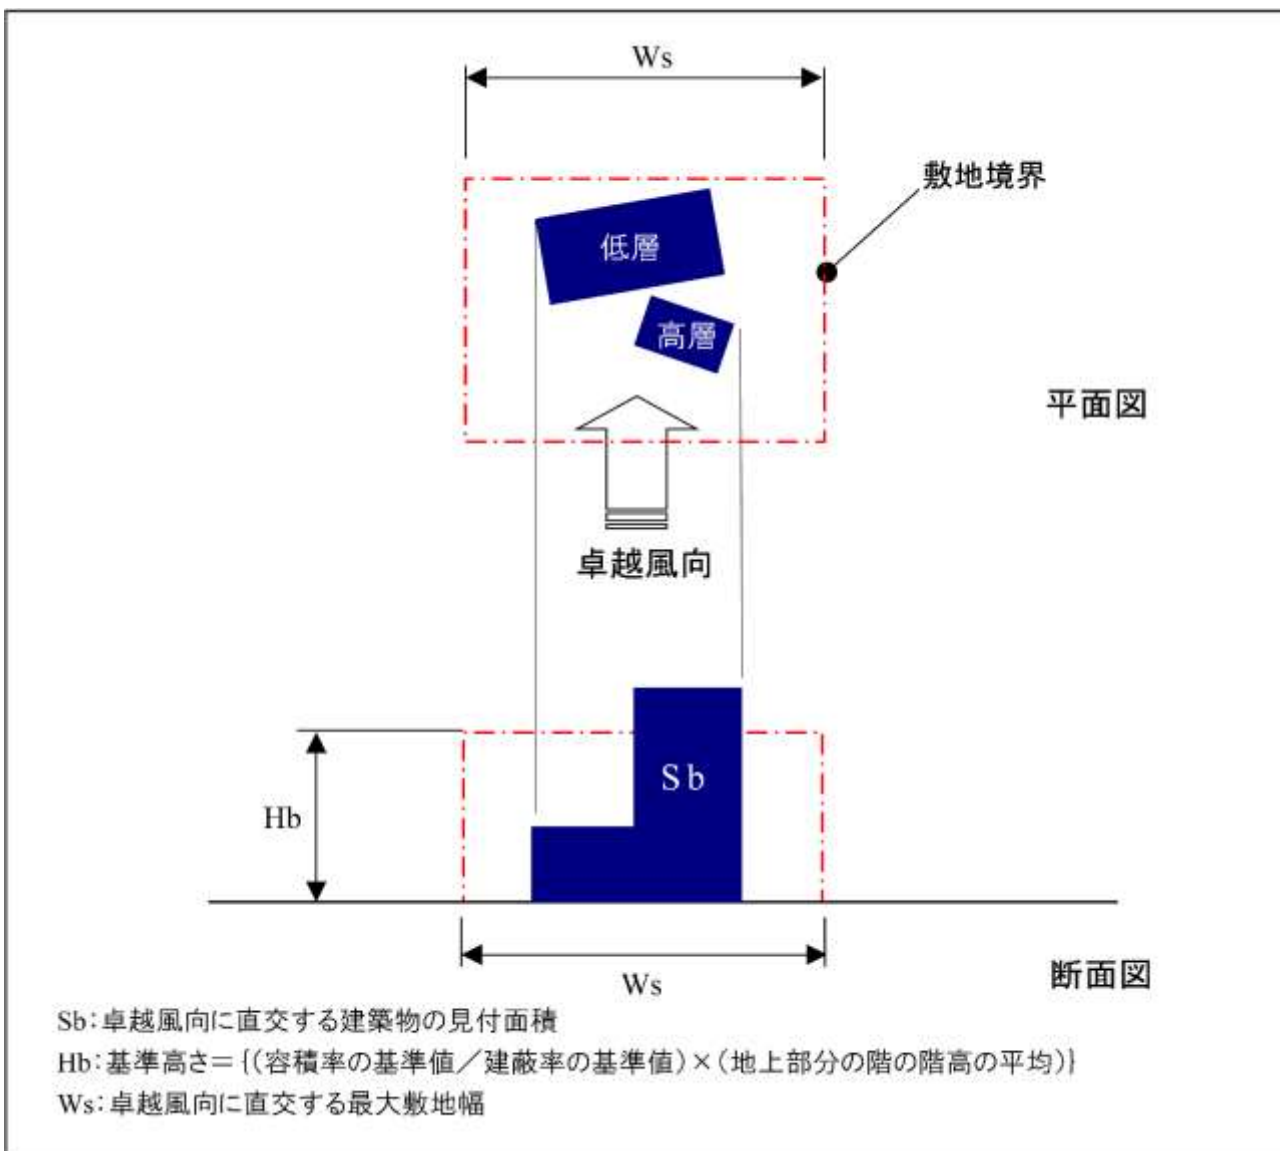 Ws
敷地境界
低層
高層
平面図
卓越風向
Sb
Hb
Ws
断面図
Sb:卓越風向に直交する建築物の見付面積
Hb:基準高さ={(容積率の基準値／建蔽率の基準値)×(地上部分の階の階高の平均)}
Ws:卓越風向に直交する最大敷地幅